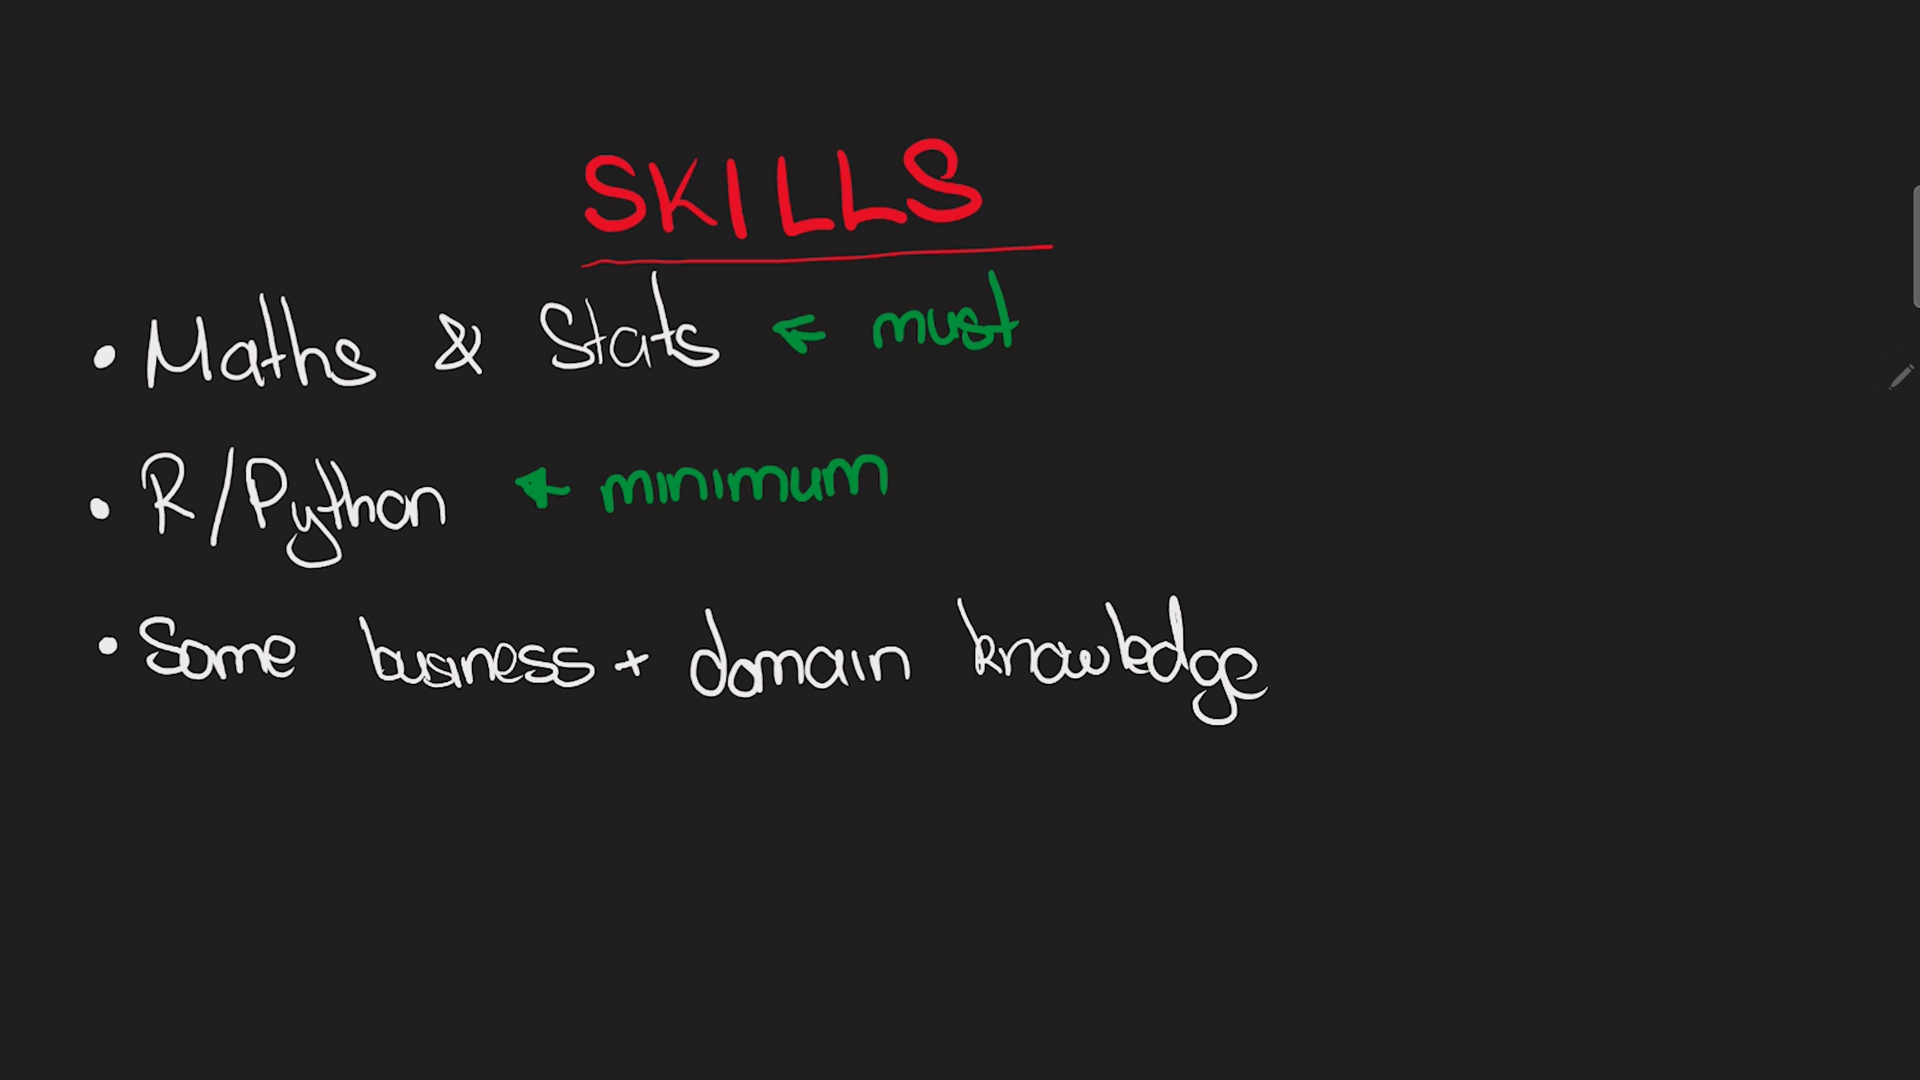 SKILLS
• Maths & Stats ← must
• R/Python ← minimum
• Some business + domain knowledge